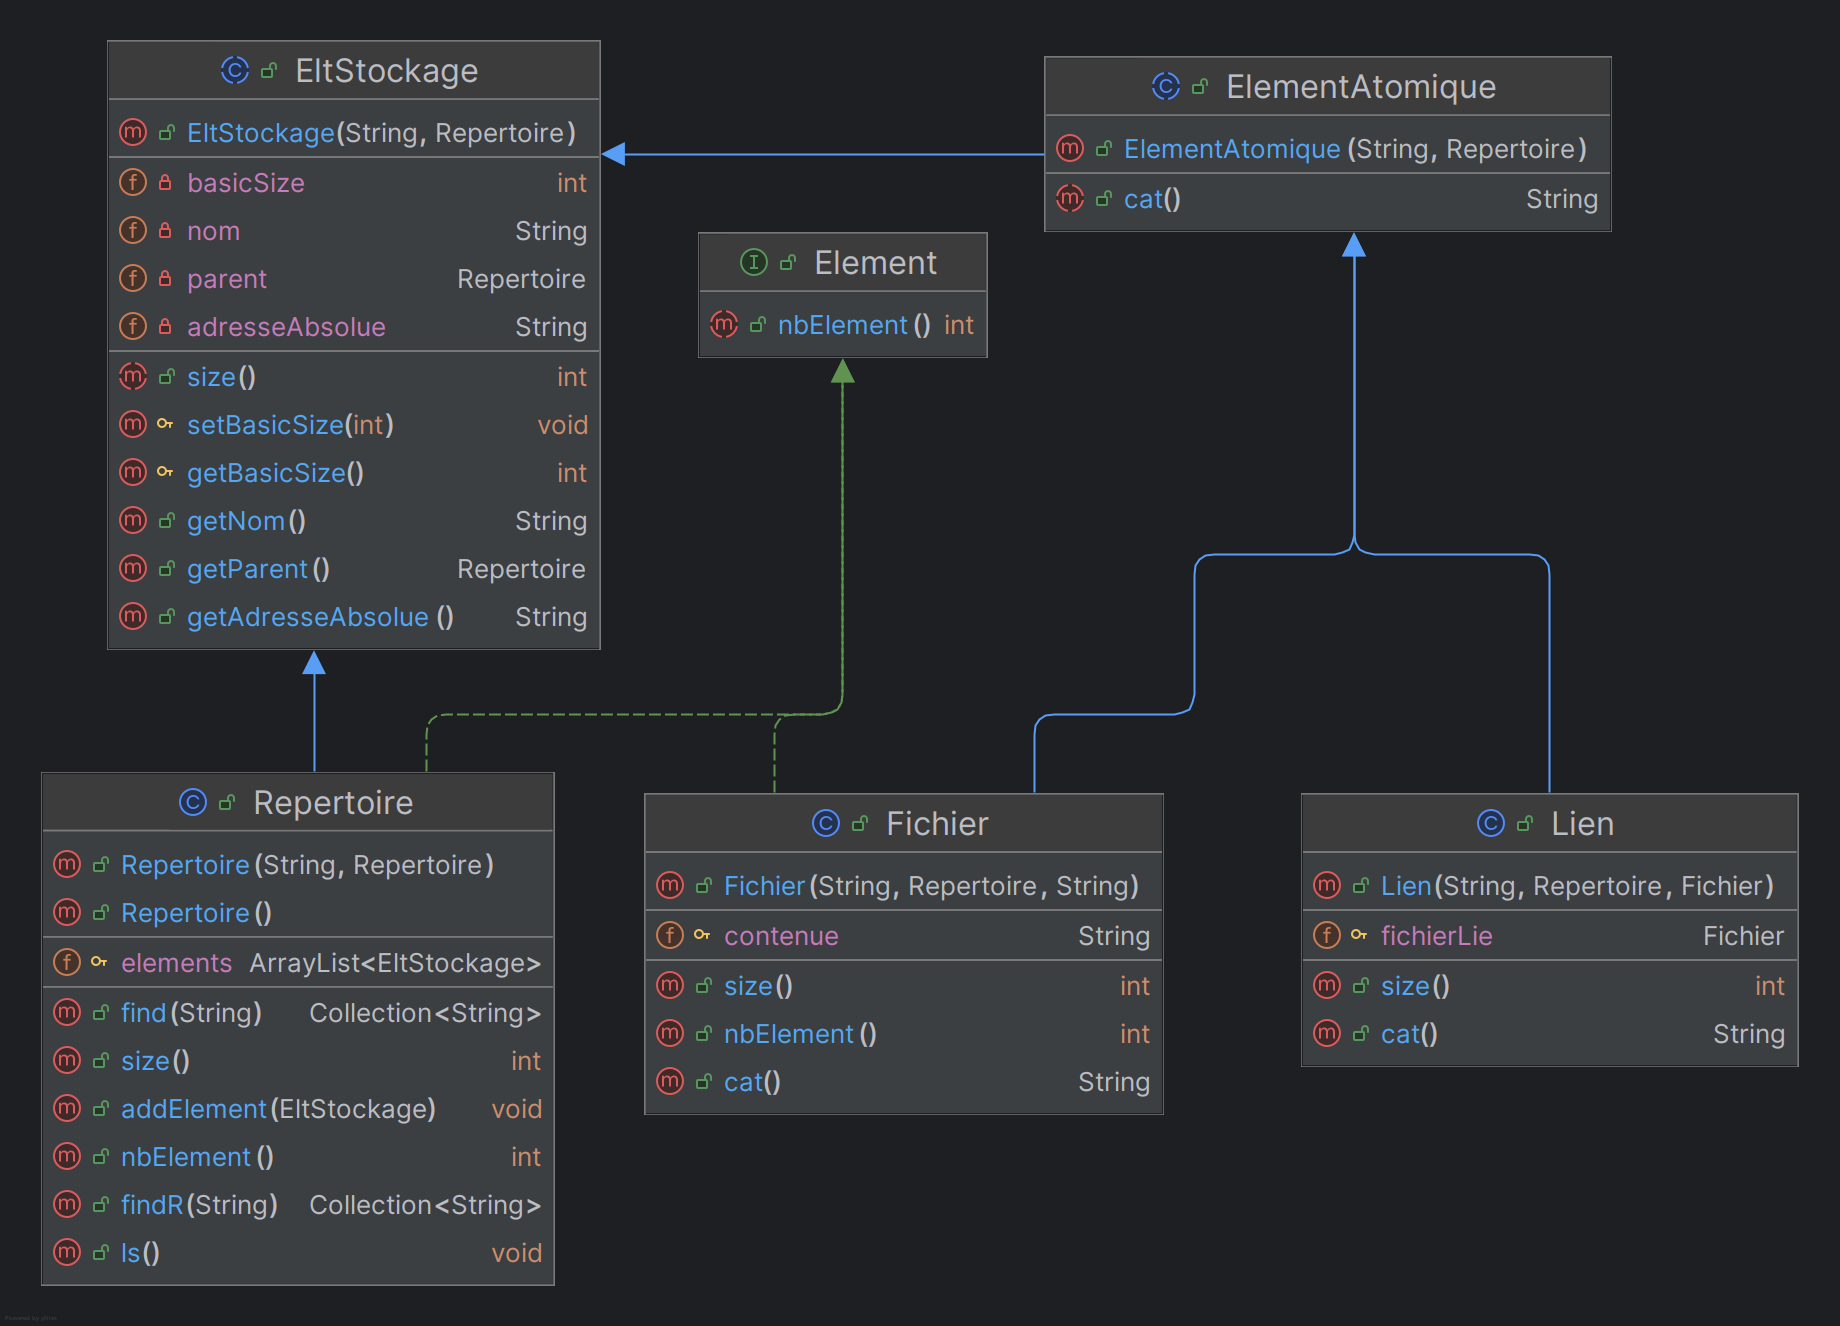 EltStockage
EltStockage(String, Repertoire)
basicSize int
nom String
parent Repertoire
adresseAbsolue String
size() int
setBasicSize(int) void
getBasicSize() int
getNom() String
getParent() Repertoire
getAdresseAbsolue() String
ElementAtomique
ElementAtomique(String, Repertoire)
cat() String
Element
nbElement() int
Repertoire
Repertoire(String, Repertoire)
Repertoire()
elements ArrayList<EltStockage>
find(String) Collection<String>
size() int
addElement(EltStockage) void
nbElement() int
findR(String) Collection<String>
ls() void
Fichier
Fichier(String, Repertoire, String)
contenue String
size() int
nbElement() int
cat() String
Lien
Lien(String, Repertoire, Fichier)
fichierLie Fichier
size() int
cat() String
Powered by yFiles